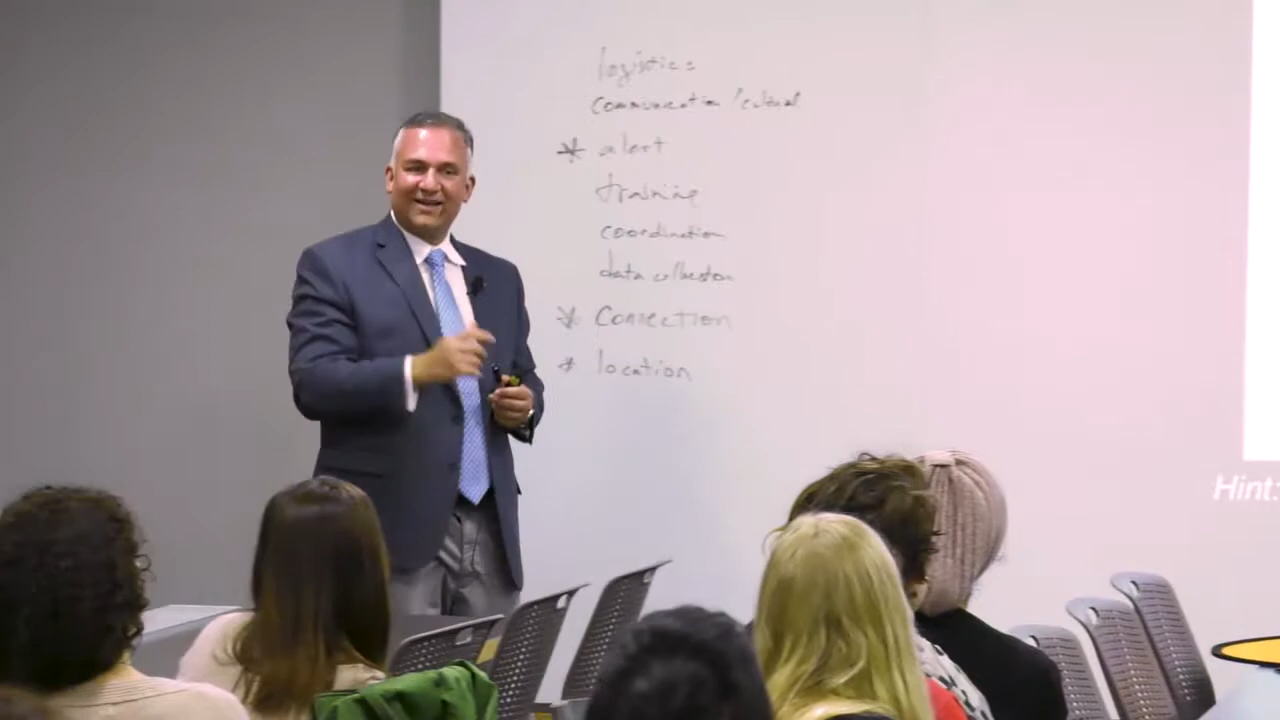 logistics
communication / cultural
* alert
training
coordination
data collection
* Connection
* location
Hint: